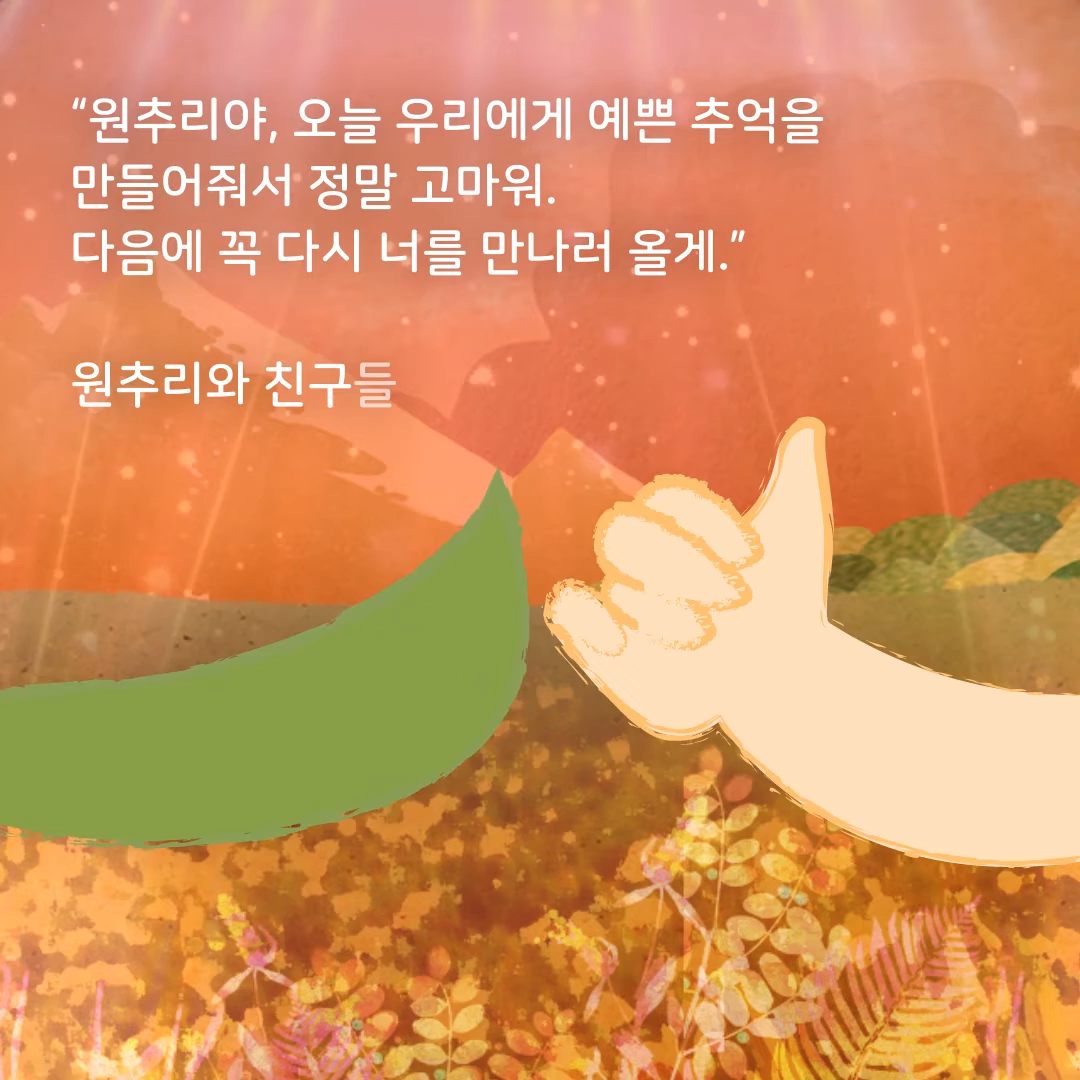 “원추리야, 오늘 우리에게 예쁜 추억을
만들어줘서 정말 고마워.
다음에 꼭 다시 너를 만나러 올게.”
원추리와 친구들